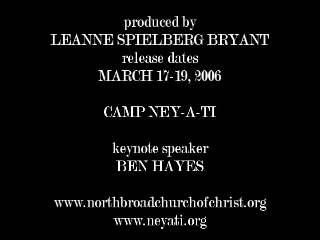 produced by
LEANNE SPIELBERG BRYANT
release dates
MARCH 17-19, 2006
CAMP NEY-A-TI
keynote speaker
BEN HAYES
www.northbroadchurchofchrist.org
www.neyati.org